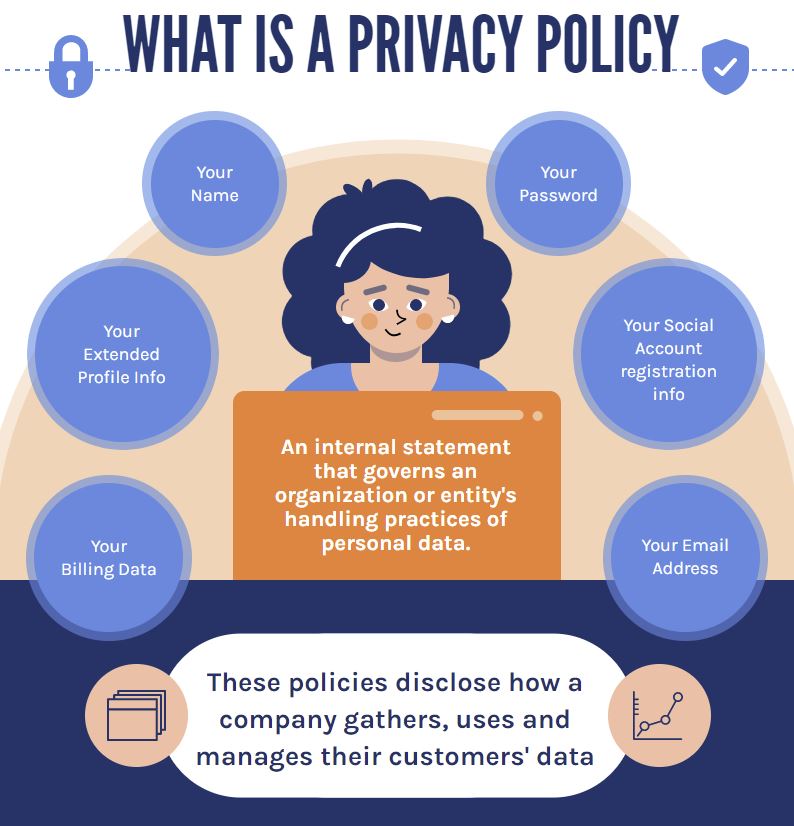 WHAT IS A PRIVACY POLICY
Your
Name
Your
Password
Your
Extended
Profile Info
Your Social
Account
registration
info
An internal statement
that governs an
organization or entity's
handling practices of
personal data.
Your
Billing Data
Your Email
Address
These policies disclose how a
company gathers, uses and
manages their customers' data